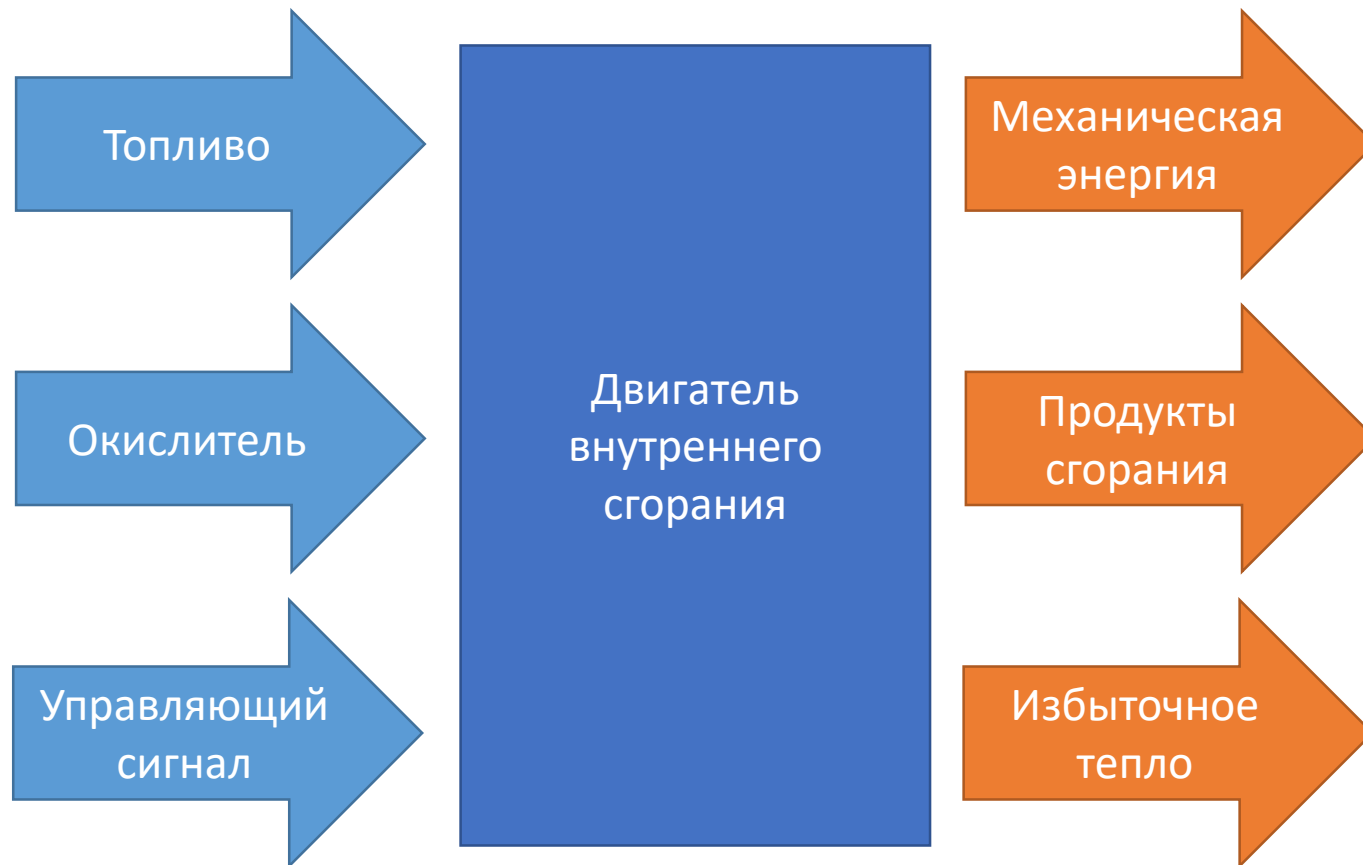 Топливо
Окислитель
Управляющий
сигнал
Двигатель
внутреннего
сгорания
Механическая
энергия
Продукты
сгорания
Избыточное
тепло